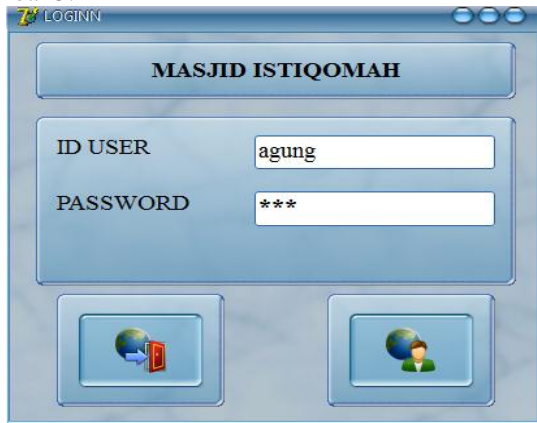 LOGINN
MASJID ISTIQOMAH
ID USER
agung
PASSWORD
***